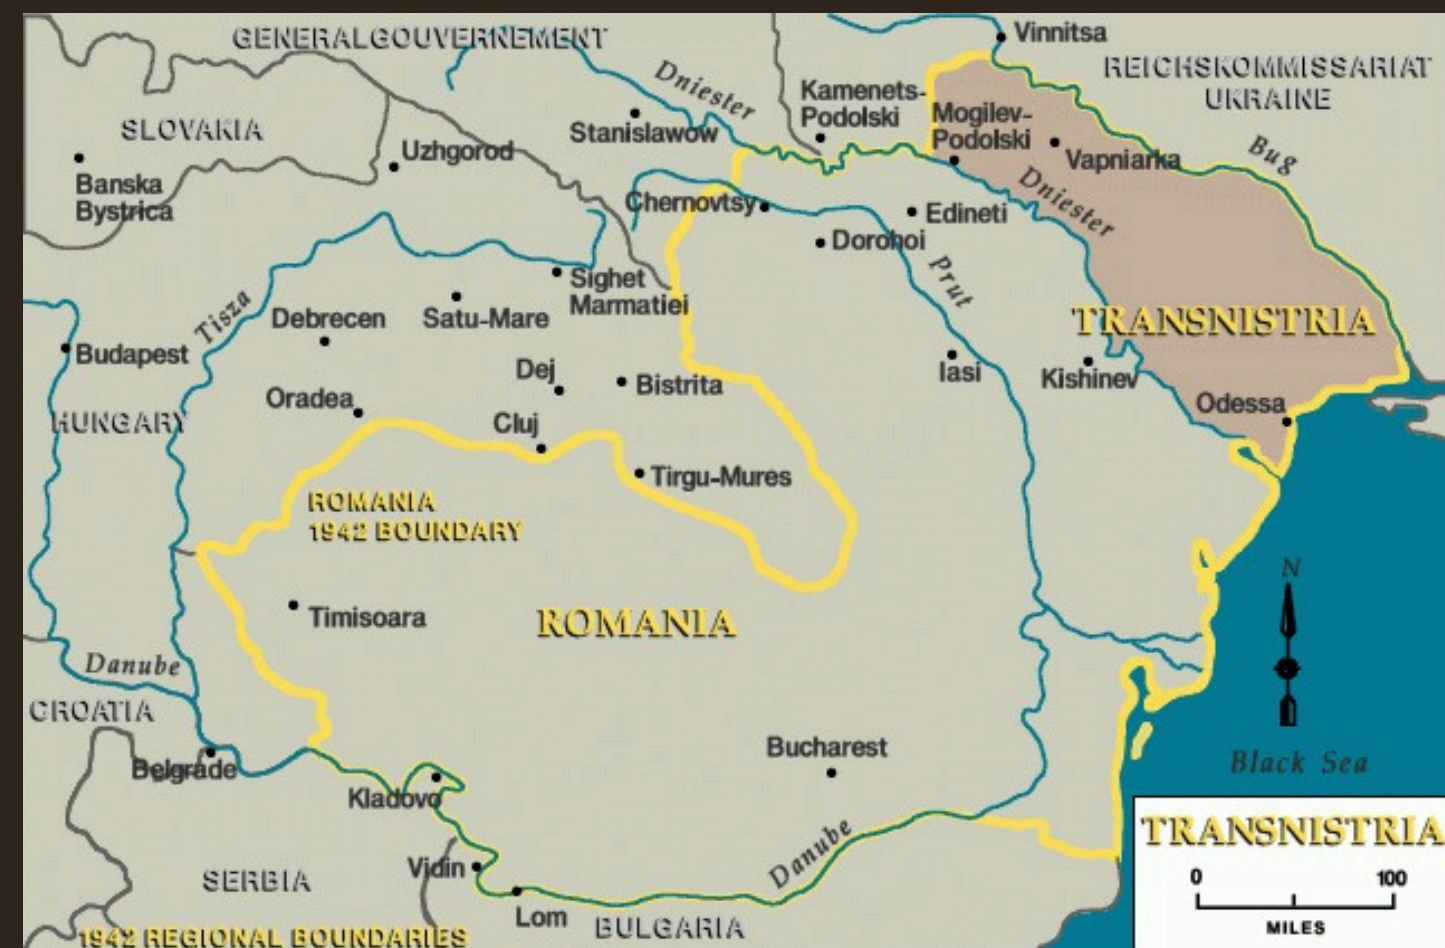 Vinnitsa
GENERALGOUVERNEMENT
REICHSKOMMISSARIAT
UKRAINE
Dniester
Kamenets-
Podolski
Mogilev-
Podolski
SLOVAKIA
Stanislawow
Uzhgorod
Vapniarka
Bug
Banska
Bystrica
Dniester
Chernovtsy
Edineti
Dorohoi
Prut
Sighet
Marmatiei
Tisza
Debrecen
Satu-Mare
TRANSNISTRIA
Budapest
Dej
Bistrita
Iasi
Kishinev
Oradea
Odessa
HUNGARY
Cluj
Tirgu-Mures
ROMANIA
1942 BOUNDARY
N
Timisoara
ROMANIA
Danube
CROATIA
Bucharest
Black Sea
Belgrade
Kladovo
TRANSNISTRIA
Danube
Vidin
SERBIA
0 100
MILES
Lom
BULGARIA
1942 REGIONAL BOUNDARIES